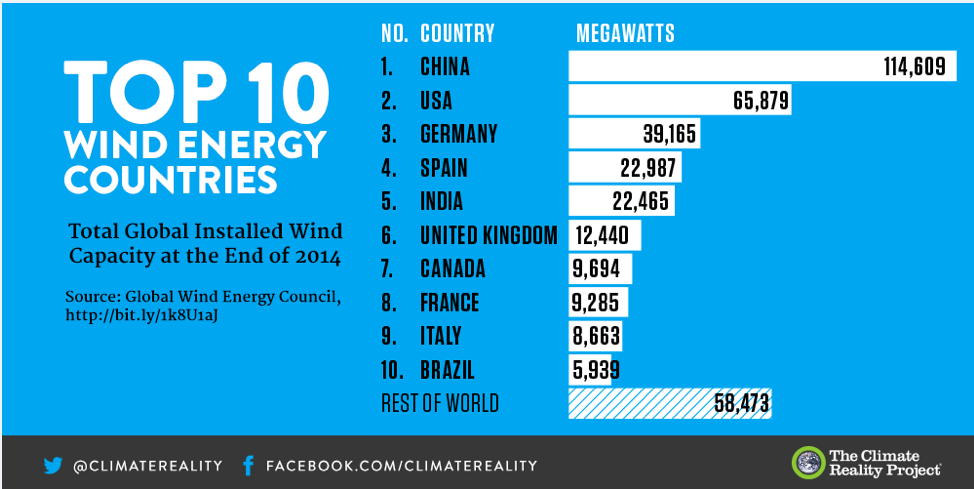 TOP 10
WIND ENERGY
COUNTRIES
Total Global Installed Wind
Capacity at the End of 2014
Source: Global Wind Energy Council,
http://bit.ly/1k8U1aJ
NO. COUNTRY MEGAWATTS
1. CHINA 114,609
2. USA 65,879
3. GERMANY 39,165
4. SPAIN 22,987
5. INDIA 22,465
6. UNITED KINGDOM 12,440
7. CANADA 9,694
8. FRANCE 9,285
9. ITALY 8,663
10. BRAZIL 5,939
REST OF WORLD 58,473
@CLIMATEREALITY FACEBOOK.COM/CLIMATEREALITY
The Climate
Reality Project